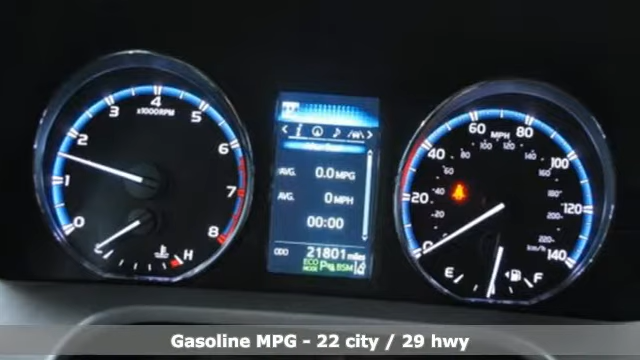 0 1 2 3 4 5 6 7 8
x1000RPM
H
AVG. 0.0 MPG
AVG. 0 MPH
00:00
ODO 21801 miles
ECO MODE P BSM
0 20 40 60 80 100 120 140
MPH
20 40 60 80 100 120 140 160 180 200 220
km/h
E F
Gasoline MPG - 22 city / 29 hwy